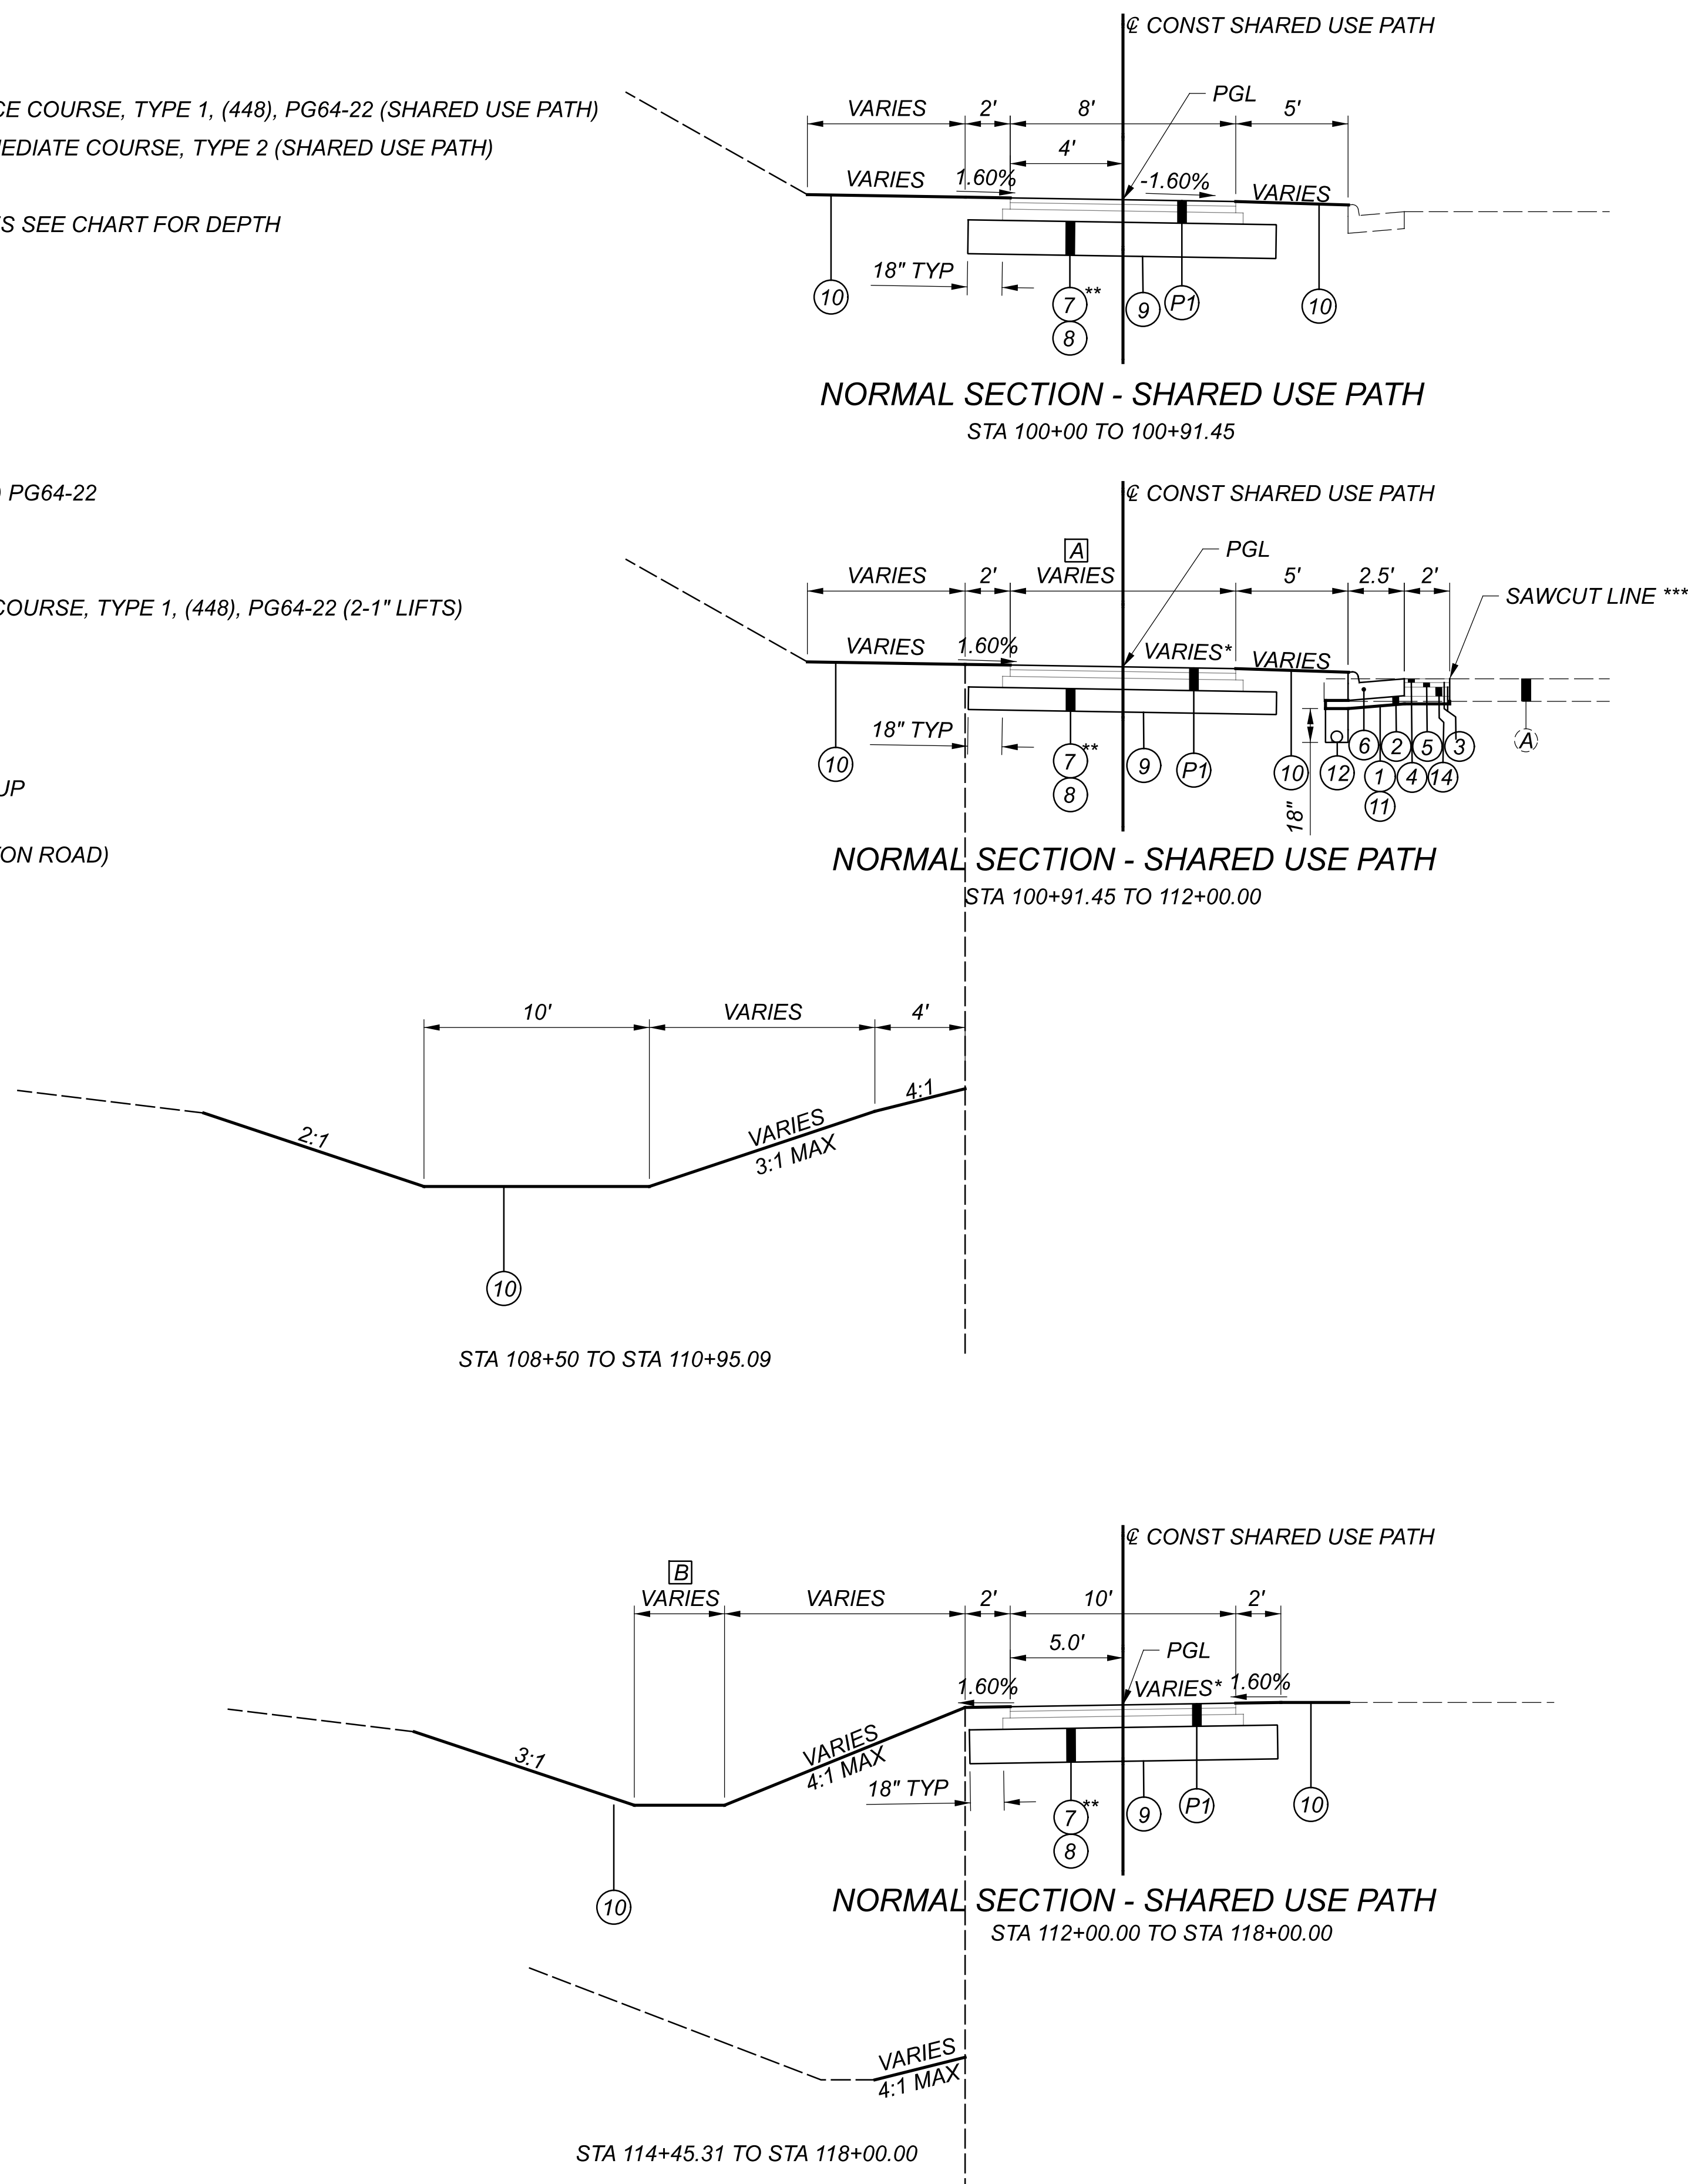 CE COURSE, TYPE 1, (448), PG64-22 (SHARED USE PATH)
EDIATE COURSE, TYPE 2 (SHARED USE PATH)
S SEE CHART FOR DEPTH
PG64-22
COURSE, TYPE 1, (448), PG64-22 (2-1" LIFTS)
UP
ON ROAD)
℄ CONST SHARED USE PATH
PGL
VARIES 2' 8' 5'
4'
VARIES 1.60% -1.60% VARIES
18" TYP
10 7** 9 P1 10
8
NORMAL SECTION - SHARED USE PATH
STA 100+00 TO 100+91.45
℄ CONST SHARED USE PATH
A
PGL
VARIES 2' VARIES 5' 2.5' 2'
SAWCUT LINE ***
VARIES 1.60% VARIES* VARIES
18" TYP
10 7** 9 P1 10 12 6 2 5 3 A
8 1 4 14
11
18"
NORMAL SECTION - SHARED USE PATH
STA 100+91.45 TO 112+00.00
10' VARIES 4'
2:1 VARIES 4:1
3:1 MAX
10
STA 108+50 TO STA 110+95.09
℄ CONST SHARED USE PATH
B
VARIES VARIES 2' 10' 2'
5.0' PGL
1.60% VARIES* 1.60%
3:1 VARIES
4:1 MAX
18" TYP
10 7** 9 P1 10
8
NORMAL SECTION - SHARED USE PATH
STA 112+00.00 TO STA 118+00.00
VARIES
4:1 MAX
STA 114+45.31 TO STA 118+00.00